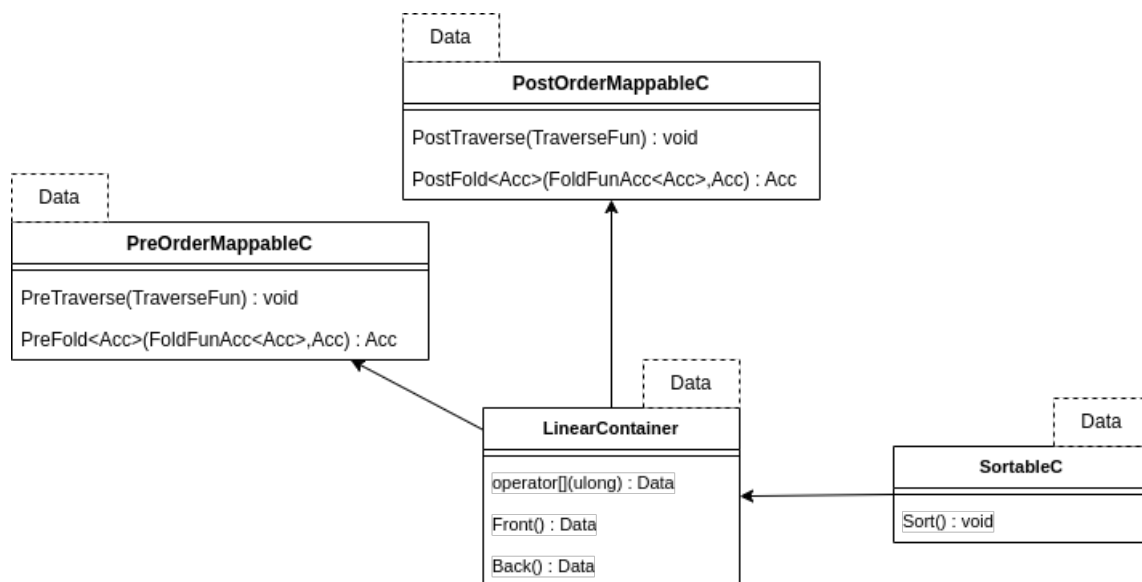 Data
PostOrderMappableC
PostTraverse(TraverseFun) : void
PostFold<Acc>(FoldFunAcc<Acc>,Acc) : Acc
Data
PreOrderMappableC
PreTraverse(TraverseFun) : void
PreFold<Acc>(FoldFunAcc<Acc>,Acc) : Acc
Data
LinearContainer
operator[](ulong) : Data
Front() : Data
Back() : Data
Data
SortableC
Sort() : void